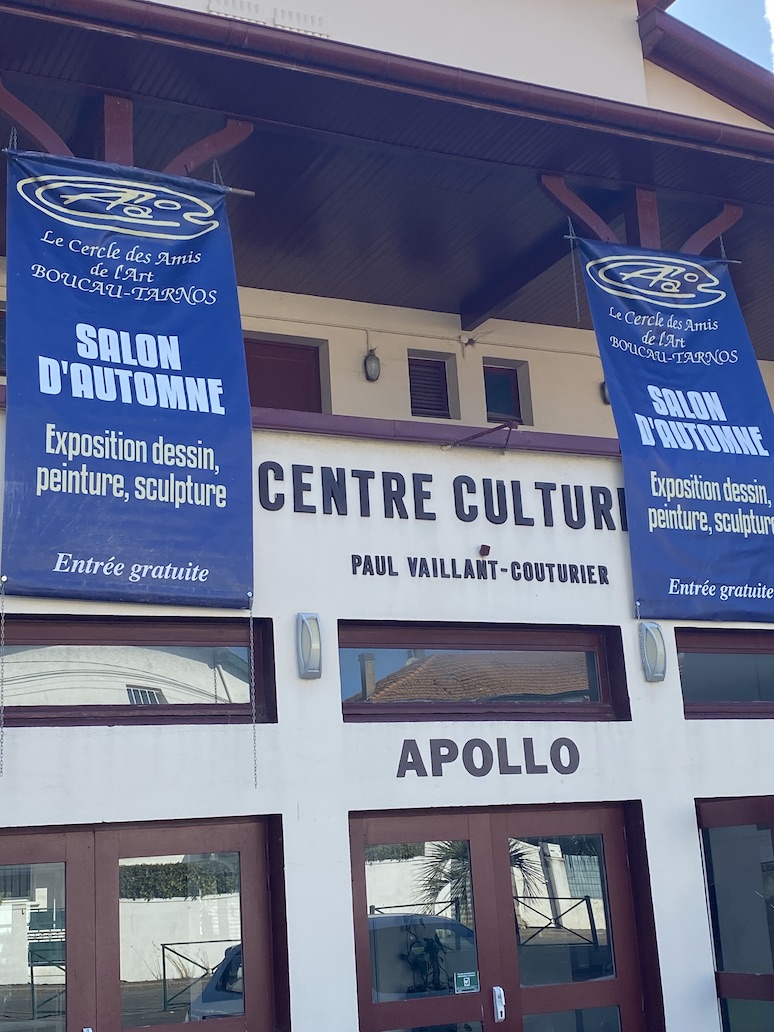 Le Cercle des Amis
de l'Art
BOUCAU-TARNOS
SALON
D'AUTOMNE
Exposition dessin,
peinture, sculpture
Entrée gratuite
Le Cercle des Amis
de l'Art
BOUCAU-TARNOS
SALON
D'AUTOMNE
Exposition dessin,
peinture, sculpture
Entrée gratuite
CENTRE CULTUR
PAUL VAILLANT-COUTURIER
APOLLO